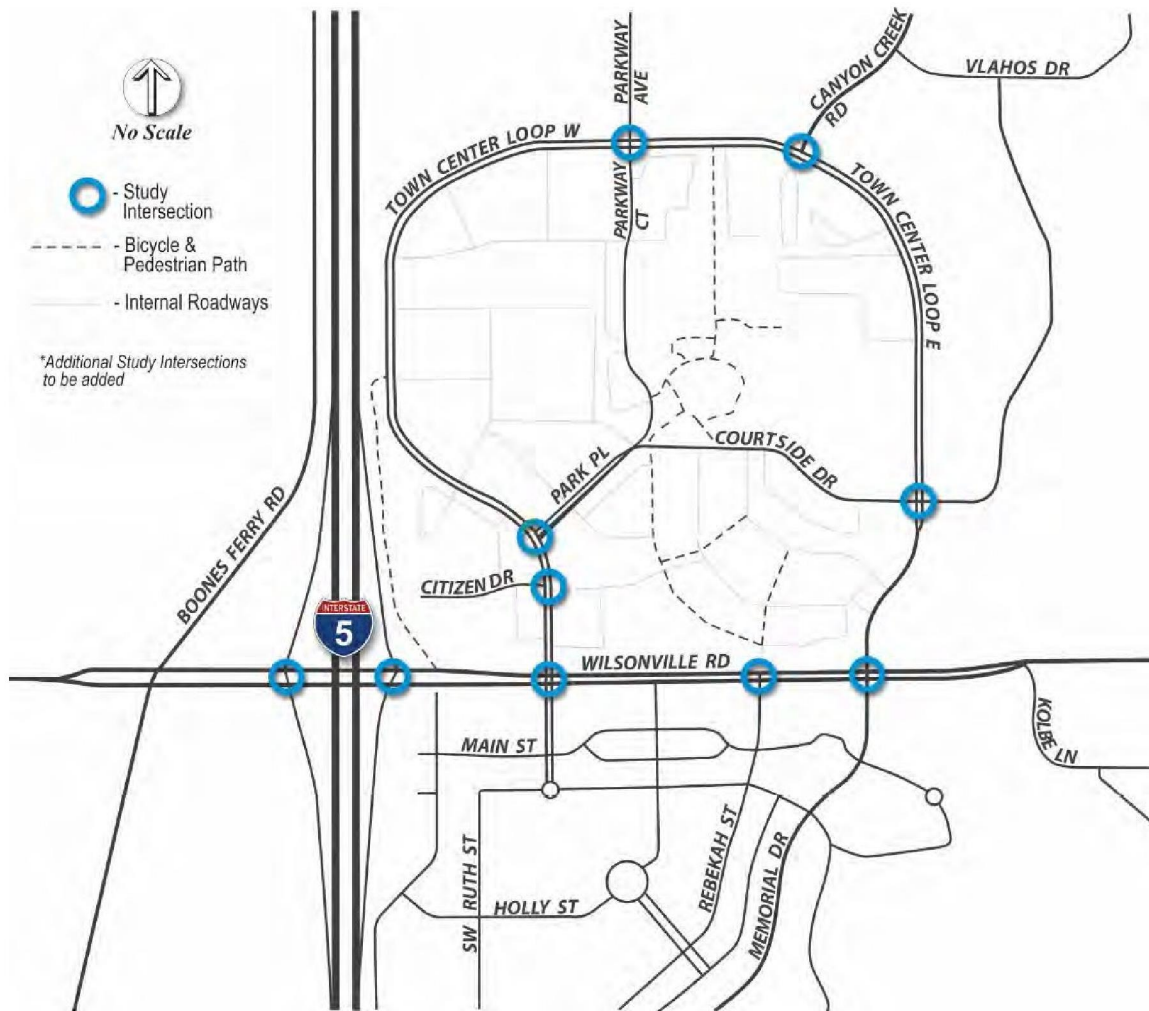 No Scale
- Study
Intersection
- Bicycle &
Pedestrian Path
- Internal Roadways
*Additional Study Intersections
to be added
PARKWAY
AVE
CANYON CREEK
RD
VLAHOS DR
TOWN CENTER LOOP W
PARKWAY
CT
TOWN CENTER LOOP E
COURTSIDE DR
PARK PL
BOONES FERRY RD
CITIZEN DR
INTERSTATE
5
WILSONVILLE RD
KOLBE LN
MAIN ST
SW RUTH ST
HOLLY ST
REBEKAH ST
MEMORIAL DR